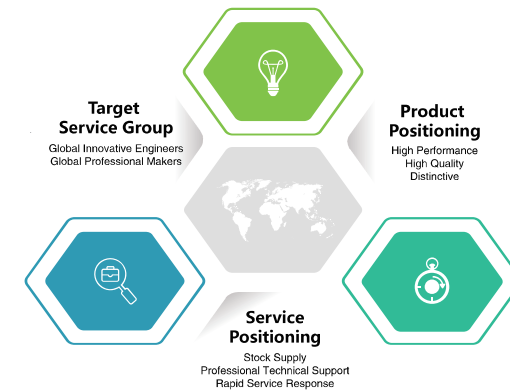 Target
Service Group
Global Innovative Engineers
Global Professional Makers
Product
Positioning
High Performance
High Quality
Distinctive
Service
Positioning
Stock Supply
Professional Technical Support
Rapid Service Response